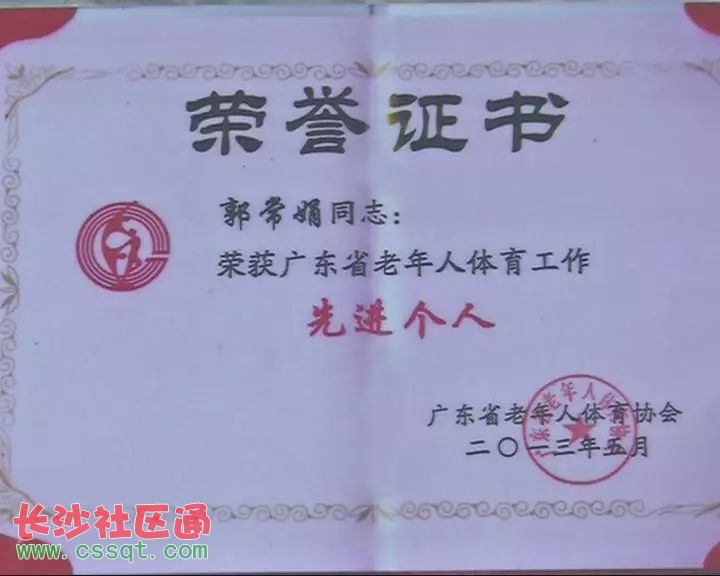 荣誉证书
郭常娟同志：
荣获广东省老年人体育工作
先进个人
广东省老年人体育协会
二〇一三年五月
长沙社区通
www.cssqt.com